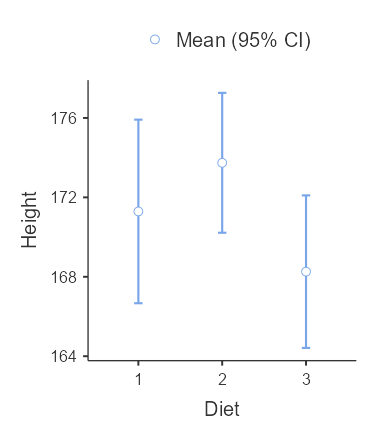 Mean (95% CI)
176
172
168
164
Height
1 2 3
Diet